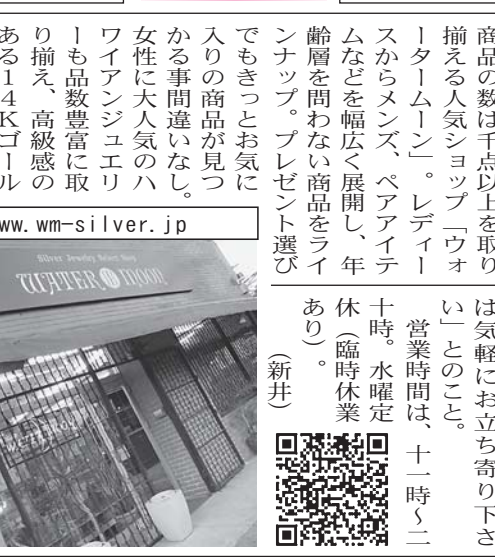 商品の数は千点以上を取り
揃える人気ショップ「ウォ
ータームーン」。レディー
スからメンズ、ペアアイテ
ムなどを幅広く展開し、年
齢層を問わない商品をライ
ンナップ。プレゼント選び
でもきっとお気に
入りの商品が見つ
かる事間違いなし。
女性に大人気のハ
ワイアンジュエリ
ーも品数豊富に取
り揃え、高級感の
ある14Kゴール
は気軽にお立ち寄り下さ
い」とのこと。
営業時間は、十一時~二
十時。水曜定
休(臨時休業
あり)。
(新井)
ww.wm-silver.jp
Silver Jewelry Select Shop
WATER MOON